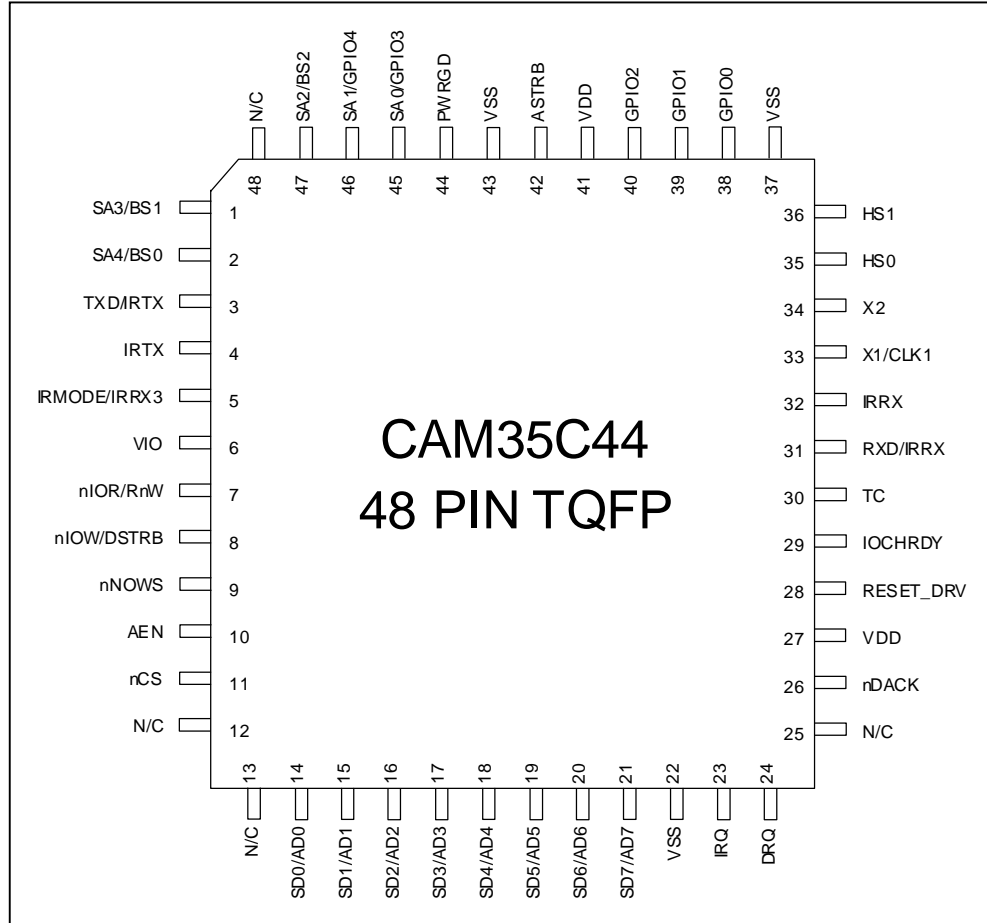 N/C
SA2/BS2
SA1/GPIO4
SA0/GPIO3
PWRGD
VSS
ASTRB
VDD
GPIO2
GPIO1
GPIO0
VSS
48
47
46
45
44
43
42
41
40
39
38
37
SA3/BS1 1
SA4/BS0 2
TXD/IRTX 3
IRTX 4
IRMODE/IRRX3 5
VIO 6
nIOR/RnW 7
nIOW/DSTRB 8
nNOWS 9
AEN 10
nCS 11
N/C 12
CAM35C44
48 PIN TQFP
36 HS1
35 HS0
34 X2
33 X1/CLK1
32 IRRX
31 RXD/IRRX
30 TC
29 IOCHRDY
28 RESET_DRV
27 VDD
26 nDACK
25 N/C
13
14
15
16
17
18
19
20
21
22
23
24
N/C
SD0/AD0
SD1/AD1
SD2/AD2
SD3/AD3
SD4/AD4
SD5/AD5
SD6/AD6
SD7/AD7
VSS
IRQ
DRQ